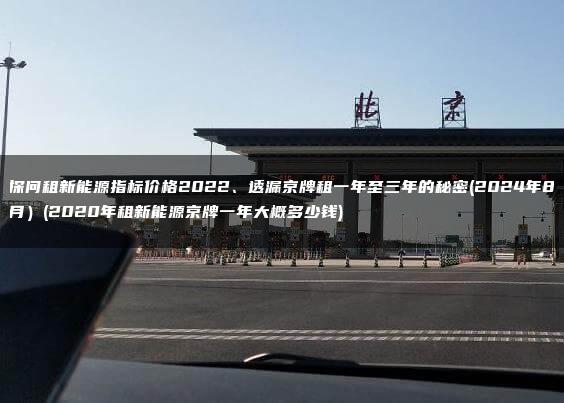 北京
探问租新能源指标价格2022、透漏京牌租一年至三年的秘密(2024年8
月）(2020年租新能源京牌一年大概多少钱)